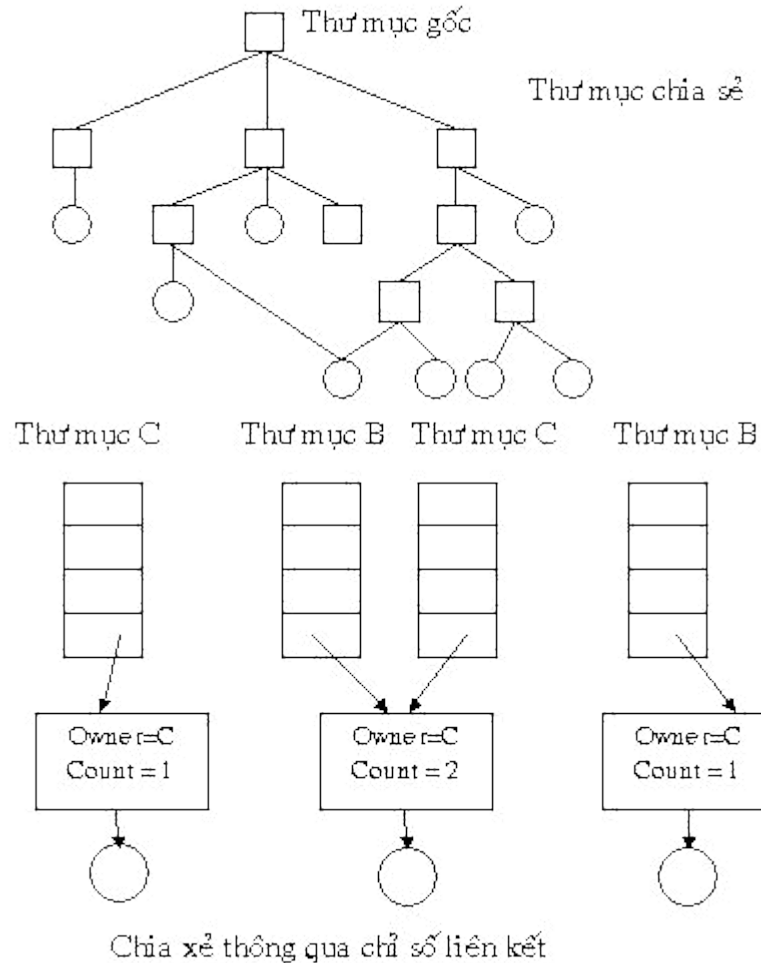 Thư mục gốc
Thư mục chia sẻ
Thư mục C
Thư mục B
Thư mục C
Thư mục B
Owner=C
Count = 1
Owner=C
Count = 2
Owner=C
Count = 1
Chia xẻ thông qua chỉ số liên kết